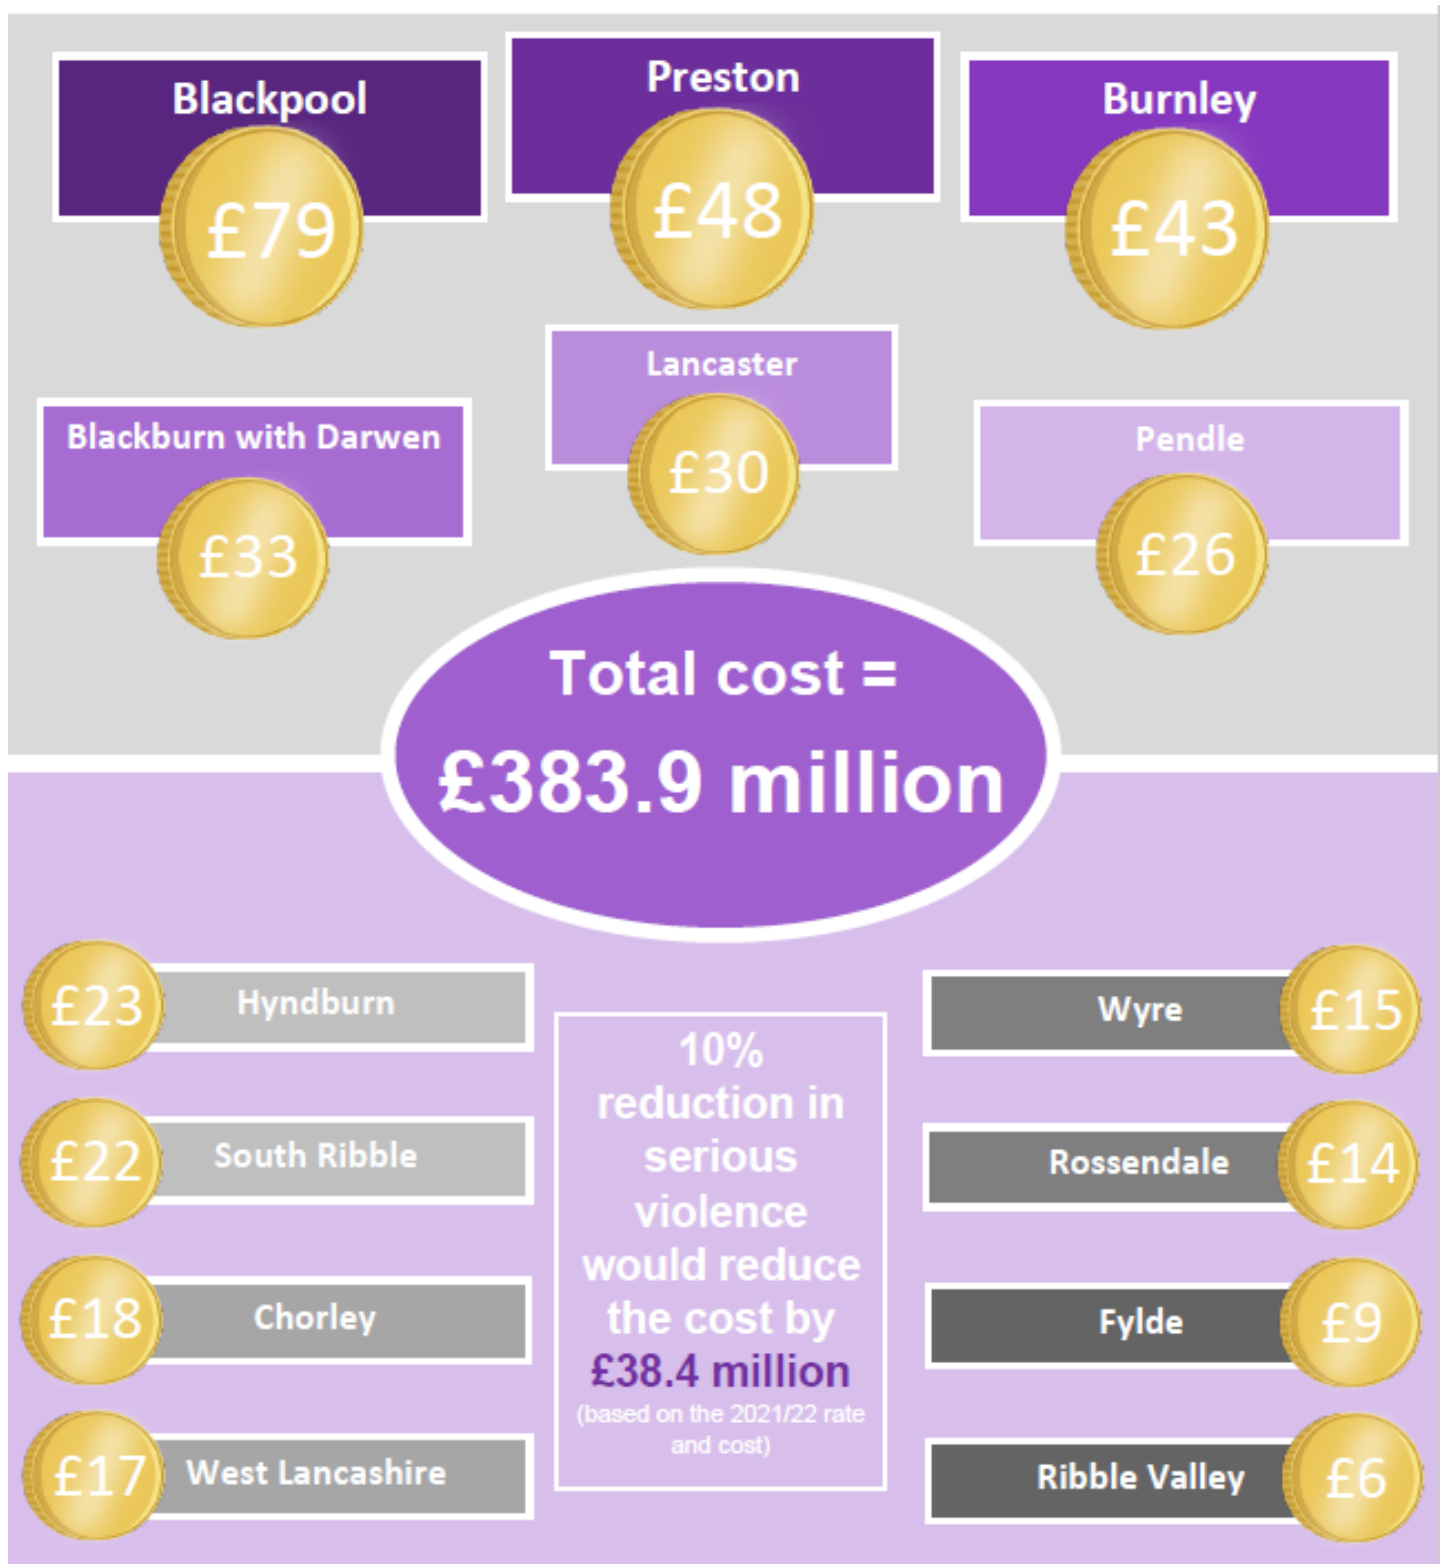 Blackpool
£79
Preston
£48
Burnley
£43
Blackburn with Darwen
£33
Lancaster
£30
Pendle
£26
Total cost =
£383.9 million
£23
Hyndburn
£22
South Ribble
£18
Chorley
£17
West Lancashire
10%
reduction in
serious
violence
would reduce
the cost by
£38.4 million
(based on the 2021/22 rate
and cost)
Wyre
£15
Rossendale
£14
Fylde
£9
Ribble Valley
£6